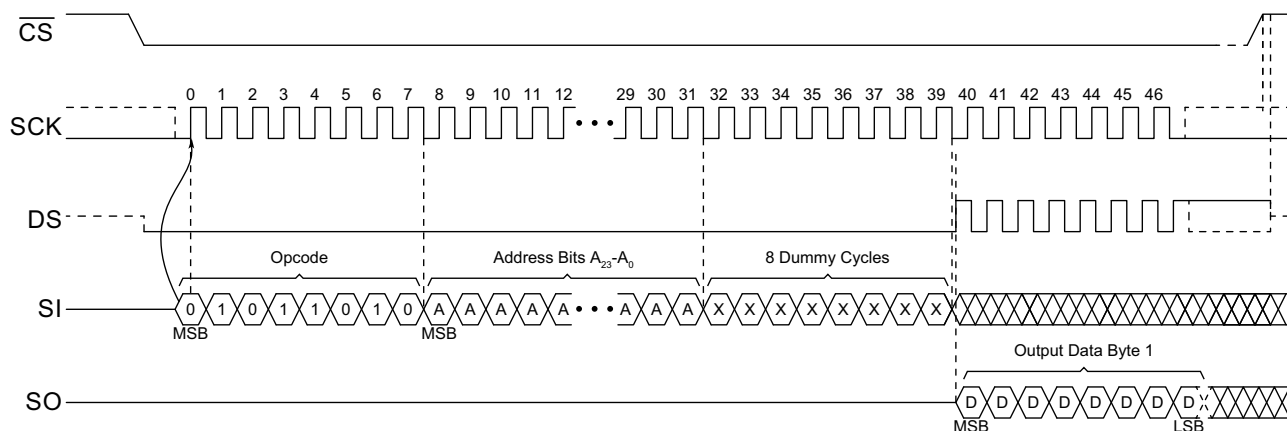 CS
0 1 2 3 4 5 6 7 8 9 10 11 12 29 30 31 32 33 34 35 36 37 38 39 40 41 42 43 44 45 46
SCK
DS
Opcode Address Bits A23-A0 8 Dummy Cycles
SI 0 1 0 1 1 0 1 0 A A A A A A A A X X X X X X X X
MSB MSB
Output Data Byte 1
SO D D D D D D D D
MSB LSB